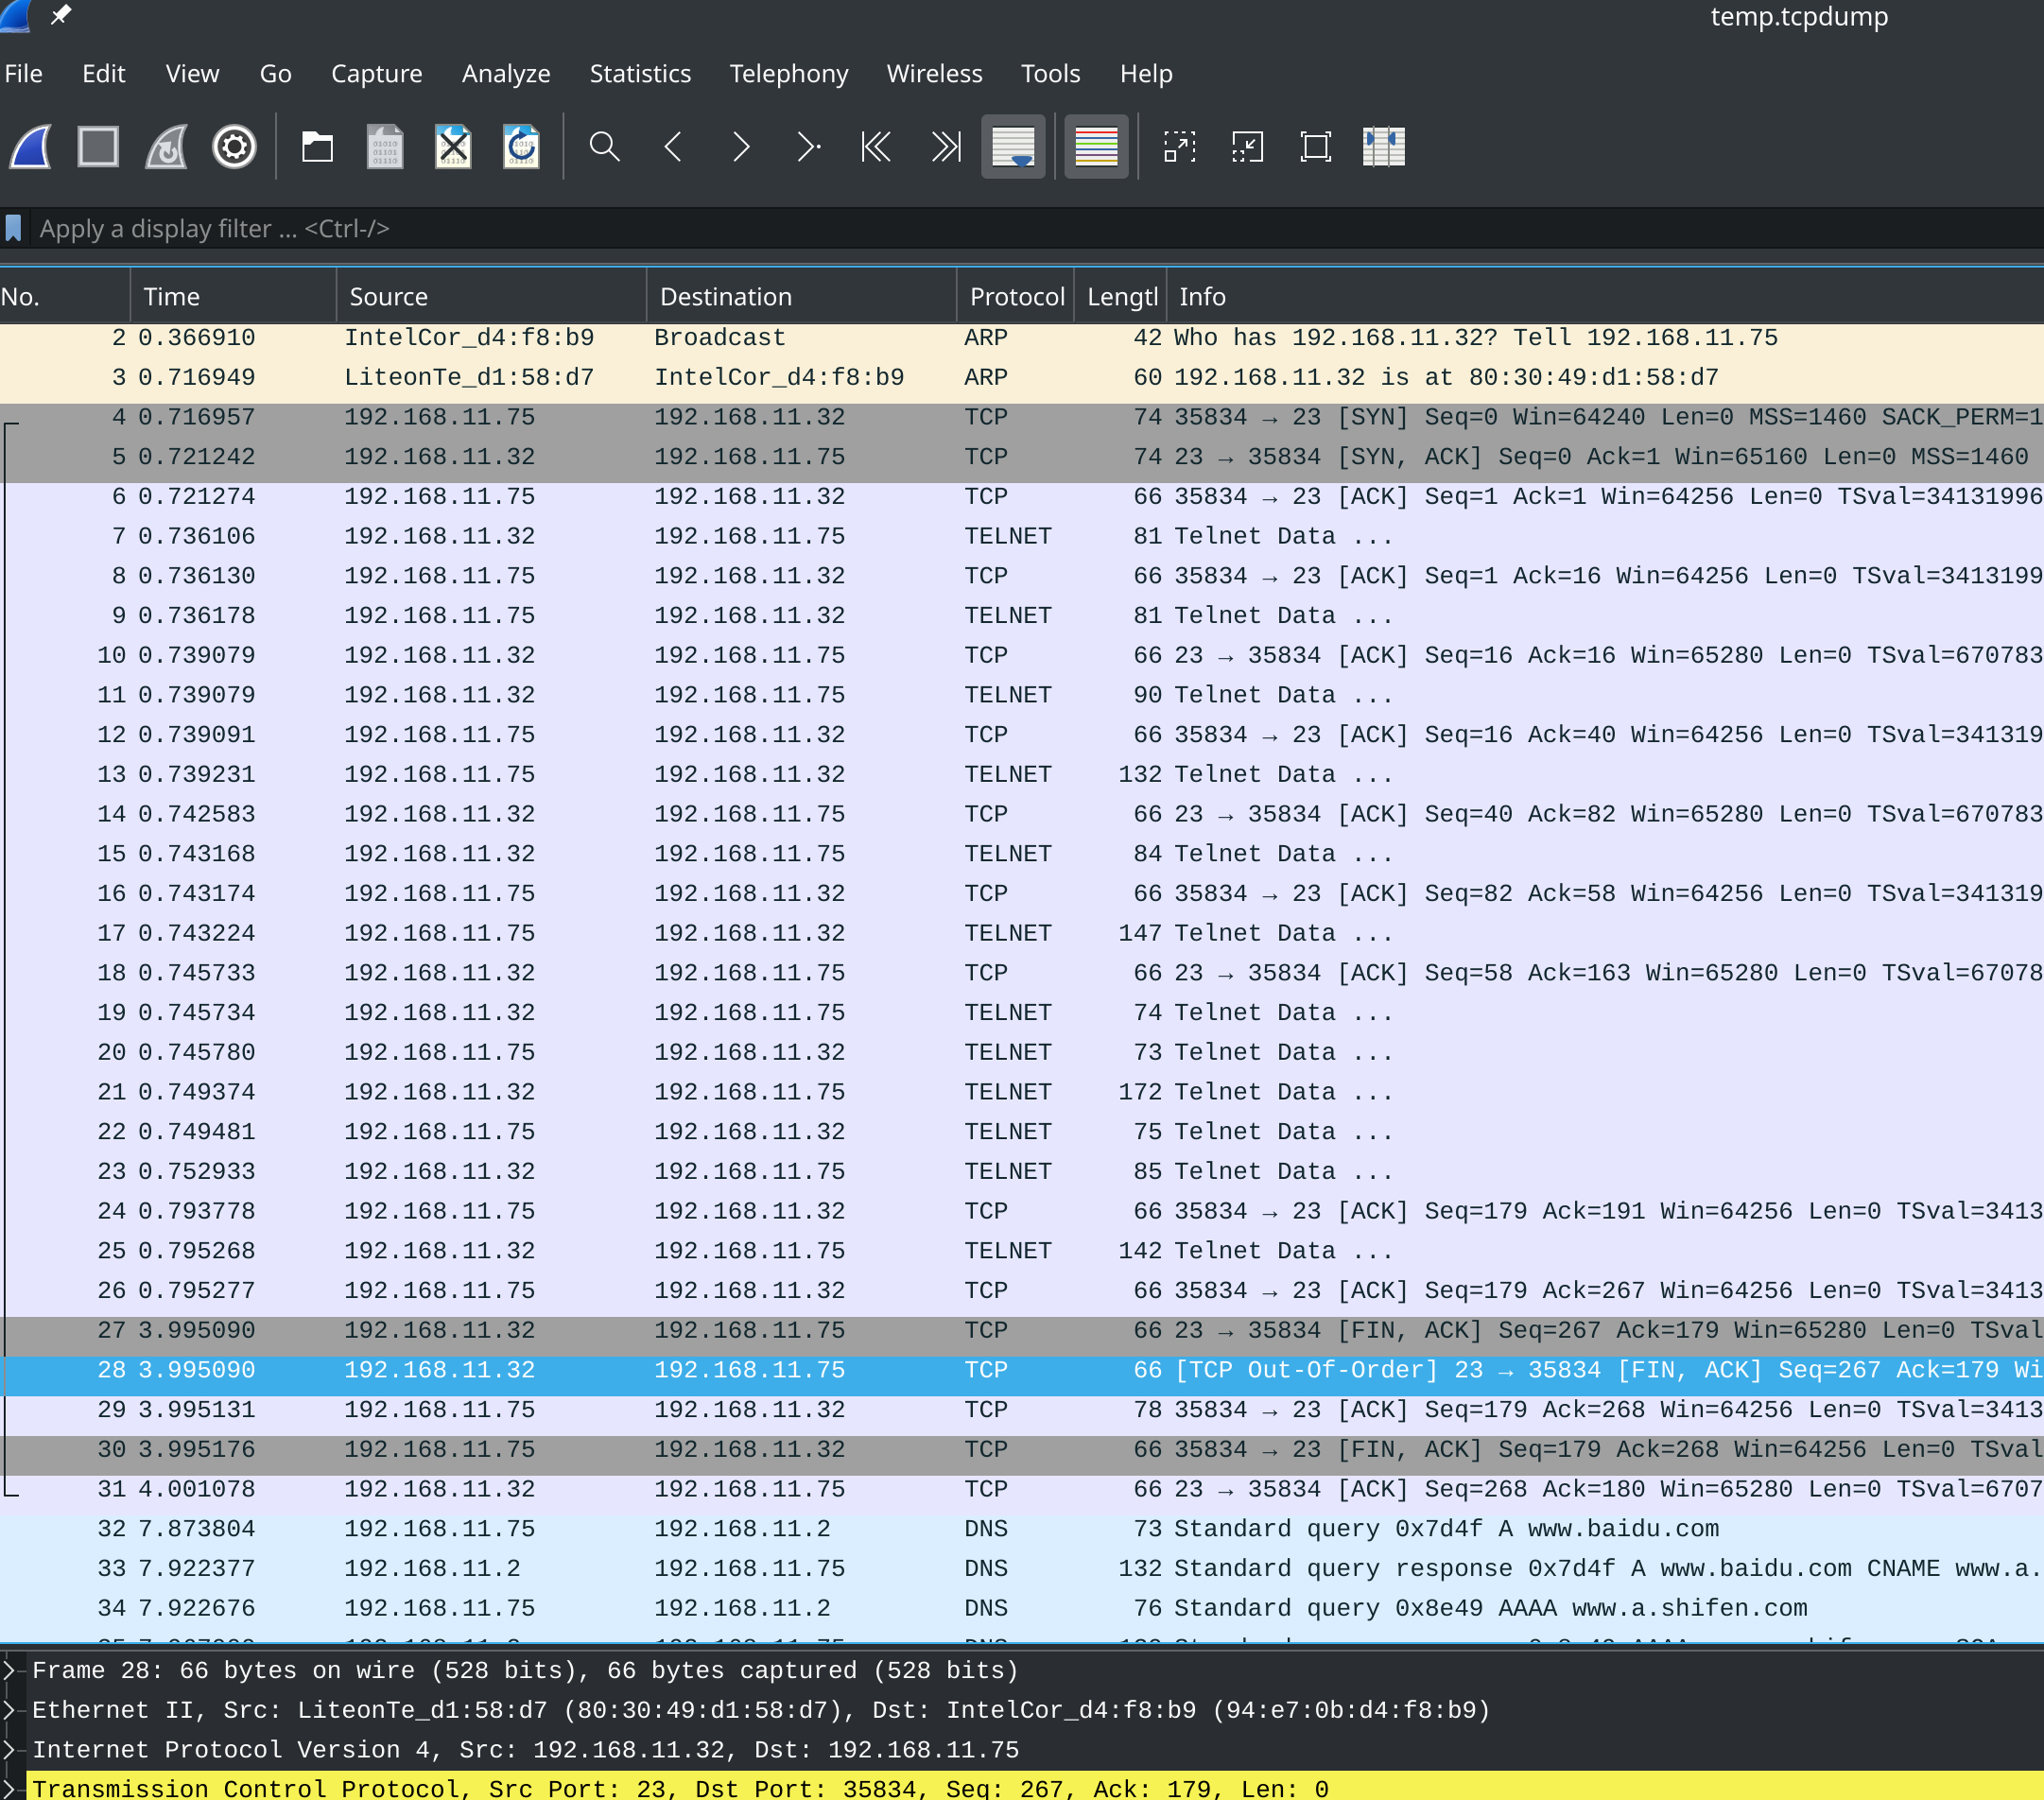 temp.tcpdump
File Edit View Go Capture Analyze Statistics Telephony Wireless Tools Help
Apply a display filter ... <Ctrl-/>
No. Time Source Destination Protocol Lengtl Info
2 0.366910 IntelCor_d4:f8:b9 Broadcast ARP 42 Who has 192.168.11.32? Tell 192.168.11.75
3 0.716949 LiteonTe_d1:58:d7 IntelCor_d4:f8:b9 ARP 60 192.168.11.32 is at 80:30:49:d1:58:d7
4 0.716957 192.168.11.75 192.168.11.32 TCP 74 35834 → 23 [SYN] Seq=0 Win=64240 Len=0 MSS=1460 SACK_PERM=1
5 0.721242 192.168.11.32 192.168.11.75 TCP 74 23 → 35834 [SYN, ACK] Seq=0 Ack=1 Win=65160 Len=0 MSS=1460
6 0.721274 192.168.11.75 192.168.11.32 TCP 66 35834 → 23 [ACK] Seq=1 Ack=1 Win=64256 Len=0 TSval=34131996
7 0.736106 192.168.11.32 192.168.11.75 TELNET 81 Telnet Data ...
8 0.736130 192.168.11.75 192.168.11.32 TCP 66 35834 → 23 [ACK] Seq=1 Ack=16 Win=64256 Len=0 TSval=3413199
9 0.736178 192.168.11.75 192.168.11.32 TELNET 81 Telnet Data ...
10 0.739079 192.168.11.32 192.168.11.75 TCP 66 23 → 35834 [ACK] Seq=16 Ack=16 Win=65280 Len=0 TSval=670783
11 0.739079 192.168.11.32 192.168.11.75 TELNET 90 Telnet Data ...
12 0.739091 192.168.11.75 192.168.11.32 TCP 66 35834 → 23 [ACK] Seq=16 Ack=40 Win=64256 Len=0 TSval=341319
13 0.739231 192.168.11.75 192.168.11.32 TELNET 132 Telnet Data ...
14 0.742583 192.168.11.32 192.168.11.75 TCP 66 23 → 35834 [ACK] Seq=40 Ack=82 Win=65280 Len=0 TSval=670783
15 0.743168 192.168.11.32 192.168.11.75 TELNET 84 Telnet Data ...
16 0.743174 192.168.11.75 192.168.11.32 TCP 66 35834 → 23 [ACK] Seq=82 Ack=58 Win=64256 Len=0 TSval=341319
17 0.743224 192.168.11.75 192.168.11.32 TELNET 147 Telnet Data ...
18 0.745733 192.168.11.32 192.168.11.75 TCP 66 23 → 35834 [ACK] Seq=58 Ack=163 Win=65280 Len=0 TSval=67078
19 0.745734 192.168.11.32 192.168.11.75 TELNET 74 Telnet Data ...
20 0.745780 192.168.11.75 192.168.11.32 TELNET 73 Telnet Data ...
21 0.749374 192.168.11.32 192.168.11.75 TELNET 172 Telnet Data ...
22 0.749481 192.168.11.75 192.168.11.32 TELNET 75 Telnet Data ...
23 0.752933 192.168.11.32 192.168.11.75 TELNET 85 Telnet Data ...
24 0.793778 192.168.11.75 192.168.11.32 TCP 66 35834 → 23 [ACK] Seq=179 Ack=191 Win=64256 Len=0 TSval=3413
25 0.795268 192.168.11.32 192.168.11.75 TELNET 142 Telnet Data ...
26 0.795277 192.168.11.75 192.168.11.32 TCP 66 35834 → 23 [ACK] Seq=179 Ack=267 Win=64256 Len=0 TSval=3413
27 3.995090 192.168.11.32 192.168.11.75 TCP 66 23 → 35834 [FIN, ACK] Seq=267 Ack=179 Win=65280 Len=0 TSval
28 3.995090 192.168.11.32 192.168.11.75 TCP 66 [TCP Out-Of-Order] 23 → 35834 [FIN, ACK] Seq=267 Ack=179 Wi
29 3.995131 192.168.11.75 192.168.11.32 TCP 78 35834 → 23 [ACK] Seq=179 Ack=268 Win=64256 Len=0 TSval=3413
30 3.995176 192.168.11.75 192.168.11.32 TCP 66 35834 → 23 [FIN, ACK] Seq=179 Ack=268 Win=64256 Len=0 TSval
31 4.001078 192.168.11.32 192.168.11.75 TCP 66 23 → 35834 [ACK] Seq=268 Ack=180 Win=65280 Len=0 TSval=6707
32 7.873804 192.168.11.75 192.168.11.2 DNS 73 Standard query 0x7d4f A www.baidu.com
33 7.922377 192.168.11.2 192.168.11.75 DNS 132 Standard query response 0x7d4f A www.baidu.com CNAME www.a.
34 7.922676 192.168.11.75 192.168.11.2 DNS 76 Standard query 0x8e49 AAAA www.a.shifen.com
Frame 28: 66 bytes on wire (528 bits), 66 bytes captured (528 bits)
Ethernet II, Src: LiteonTe_d1:58:d7 (80:30:49:d1:58:d7), Dst: IntelCor_d4:f8:b9 (94:e7:0b:d4:f8:b9)
Internet Protocol Version 4, Src: 192.168.11.32, Dst: 192.168.11.75
Transmission Control Protocol, Src Port: 23, Dst Port: 35834, Seq: 267, Ack: 179, Len: 0